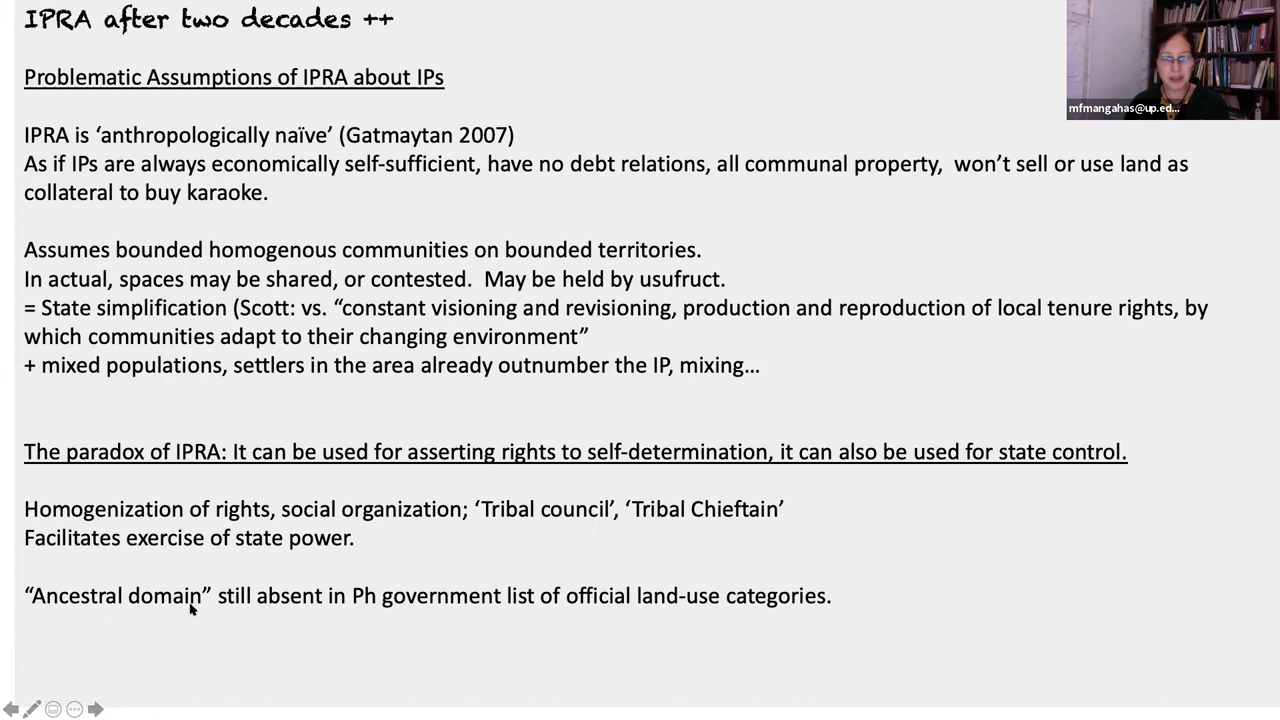 IPRA after two decades ++
mfmangahas@up.ed...
Problematic Assumptions of IPRA about IPs
IPRA is ‘anthropologically naïve’ (Gatmaytan 2007)
As if IPs are always economically self-sufficient, have no debt relations, all communal property, won’t sell or use land as
collateral to buy karaoke.
Assumes bounded homogenous communities on bounded territories.
In actual, spaces may be shared, or contested. May be held by usufruct.
= State simplification (Scott: vs. “constant visioning and revisioning, production and reproduction of local tenure rights, by
which communities adapt to their changing environment”
+ mixed populations, settlers in the area already outnumber the IP, mixing…
The paradox of IPRA: It can be used for asserting rights to self-determination, it can also be used for state control.
Homogenization of rights, social organization; ‘Tribal council’, ‘Tribal Chieftain’
Facilitates exercise of state power.
“Ancestral domain” still absent in Ph government list of official land-use categories.